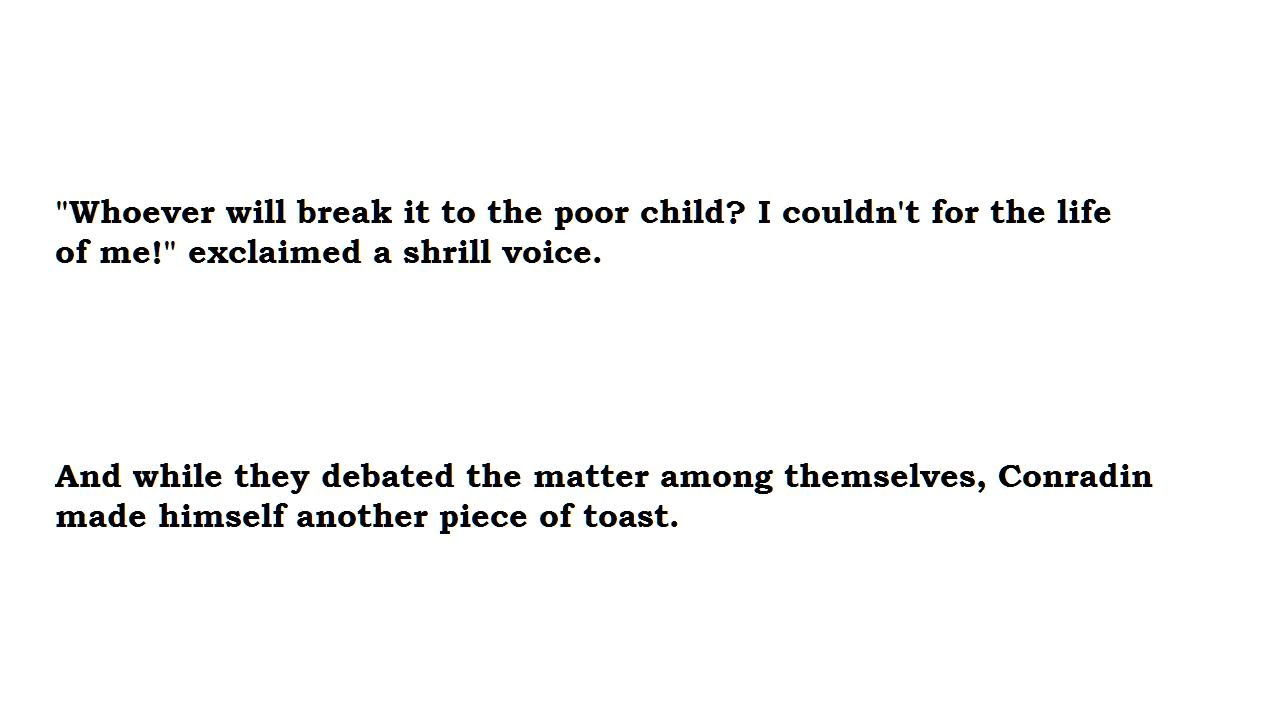 "Whoever will break it to the poor child? I couldn't for the life
of me!" exclaimed a shrill voice.
And while they debated the matter among themselves, Conradin
made himself another piece of toast.